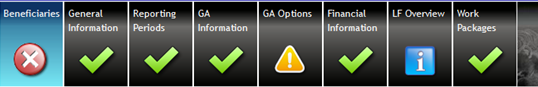 Beneficiaries
General
Information
Reporting
Periods
GA
Information
GA Options
Financial
Information
LF Overview
Work
Packages